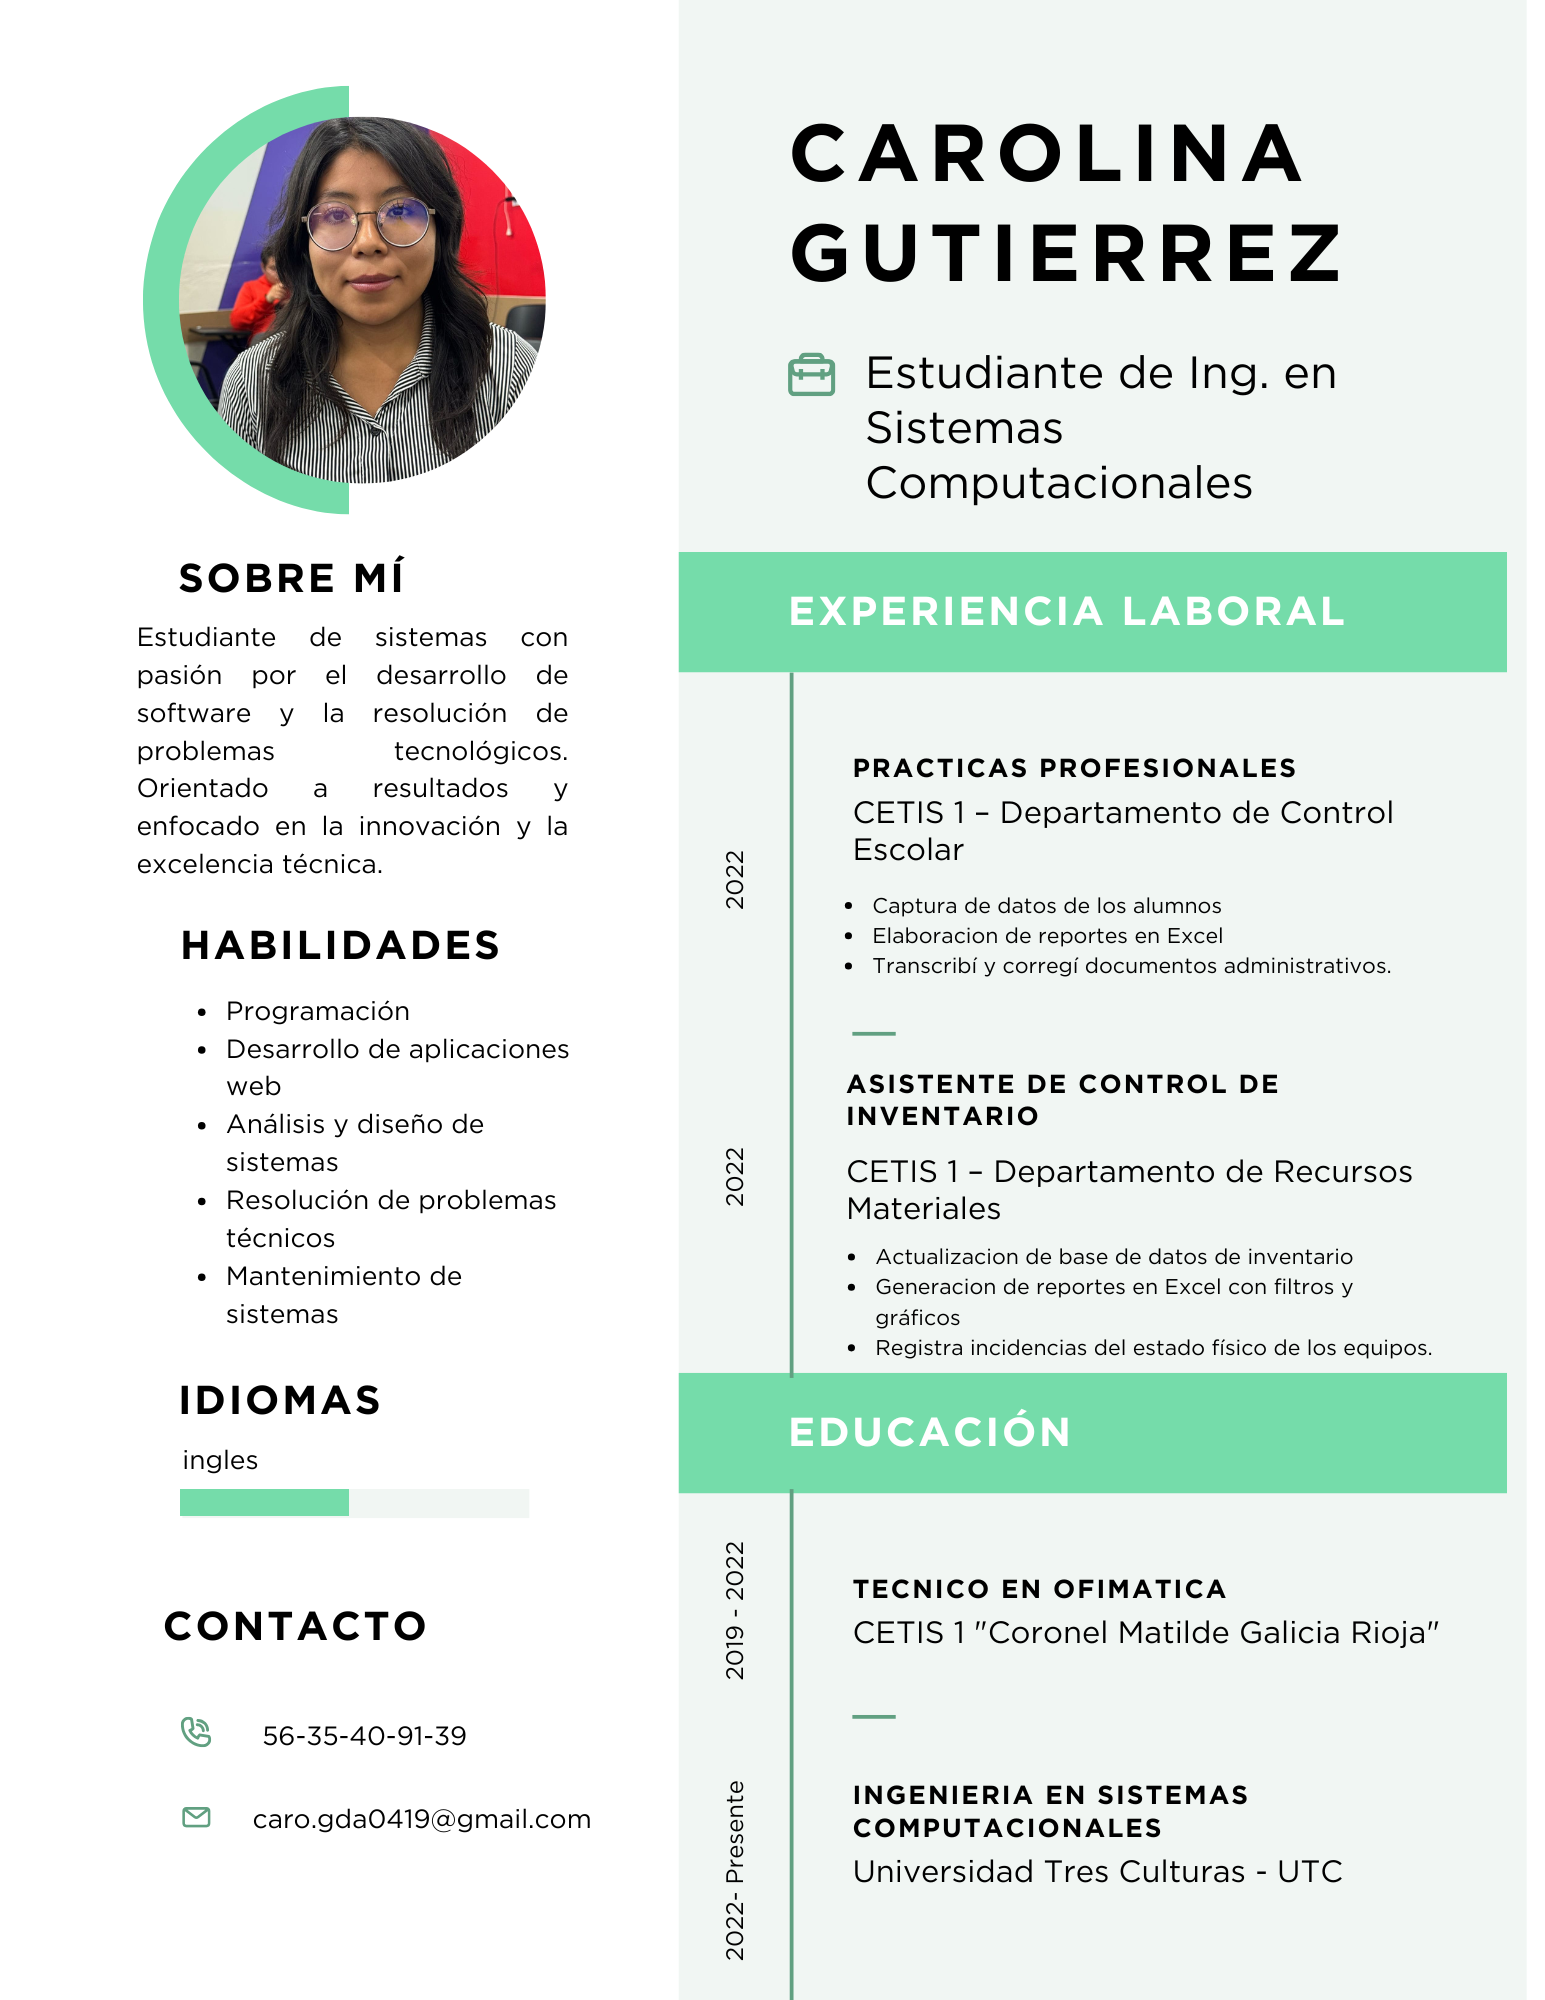 CAROLINA
GUTIERREZ
Estudiante de Ing. en
Sistemas
Computacionales
SOBRE MÍ
Estudiante de sistemas con
pasión por el desarrollo de
software y la resolución de
problemas tecnológicos.
Orientado a resultados y
enfocado en la innovación y la
excelencia técnica.
HABILIDADES
• Programación
• Desarrollo de aplicaciones
web
• Análisis y diseño de
sistemas
• Resolución de problemas
técnicos
• Mantenimiento de
sistemas
IDIOMAS
ingles
CONTACTO
56-35-40-91-39
caro.gda0419@gmail.com
EXPERIENCIA LABORAL
2022
PRACTICAS PROFESIONALES
CETIS 1 – Departamento de Control
Escolar
• Captura de datos de los alumnos
• Elaboracion de reportes en Excel
• Transcribí y corregí documentos administrativos.
2022
ASISTENTE DE CONTROL DE
INVENTARIO
CETIS 1 – Departamento de Recursos
Materiales
• Actualizacion de base de datos de inventario
• Generacion de reportes en Excel con filtros y
gráficos
• Registra incidencias del estado físico de los equipos.
EDUCACIÓN
2019 - 2022
TECNICO EN OFIMATICA
CETIS 1 "Coronel Matilde Galicia Rioja"
2022- Presente
INGENIERIA EN SISTEMAS
COMPUTACIONALES
Universidad Tres Culturas - UTC